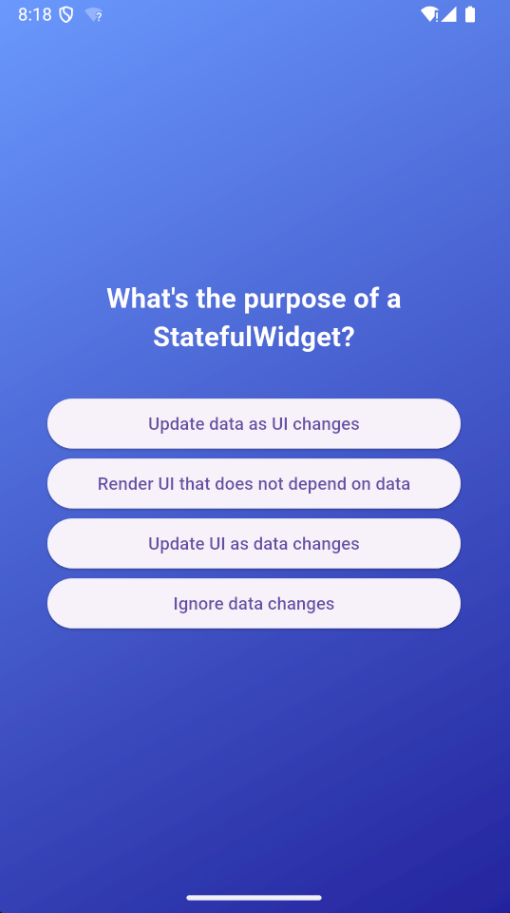 8:18
What's the purpose of a
StatefulWidget?
Update data as UI changes
Render UI that does not depend on data
Update UI as data changes
Ignore data changes